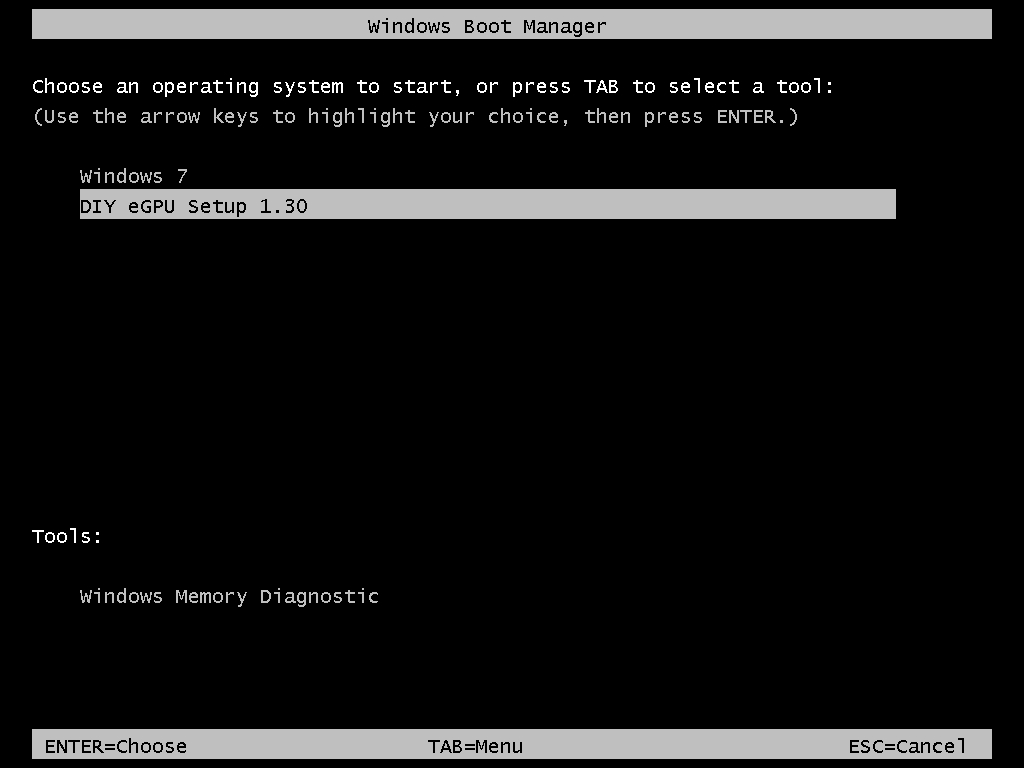 Windows Boot Manager
Choose an operating system to start, or press TAB to select a tool:
(Use the arrow keys to highlight your choice, then press ENTER.)
Windows 7
DIY eGPU Setup 1.30
Tools:
Windows Memory Diagnostic
ENTER=Choose TAB=Menu ESC=Cancel